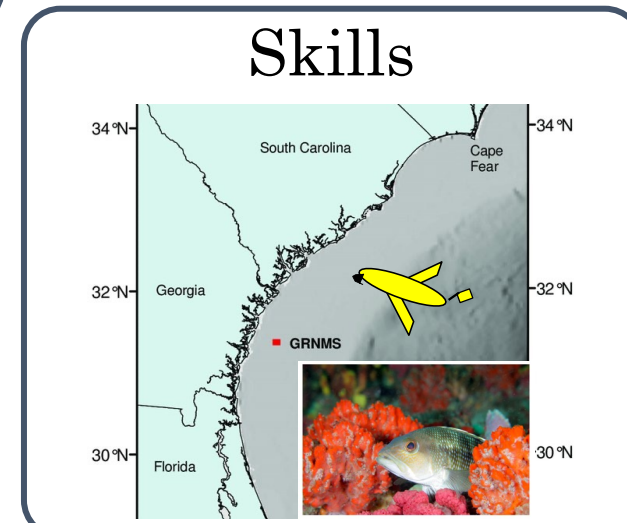 Skills
34°N
34°N
South Carolina
Cape
Fear
32°N
Georgia
32°N
GRNMS
30°N
30°N
Florida